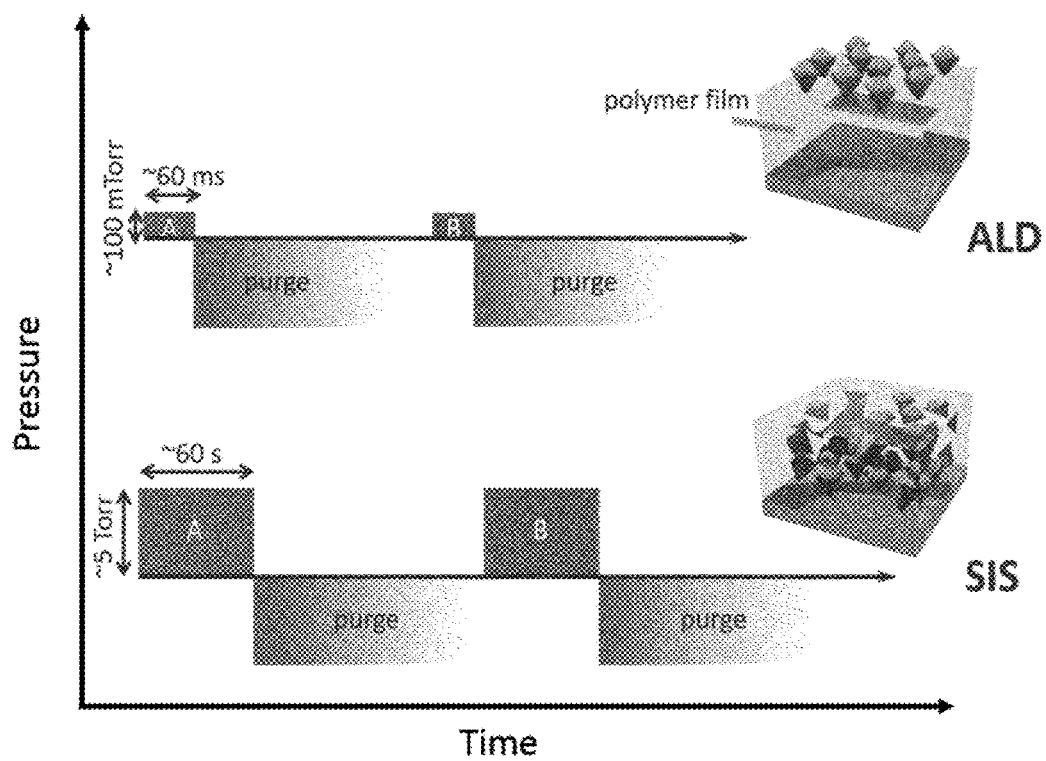 polymer film
~60 ms
~100 mTorr
A
B
ALD
purge
purge
Pressure
~60 s
~5 Torr
A
B
SIS
purge
purge
Time